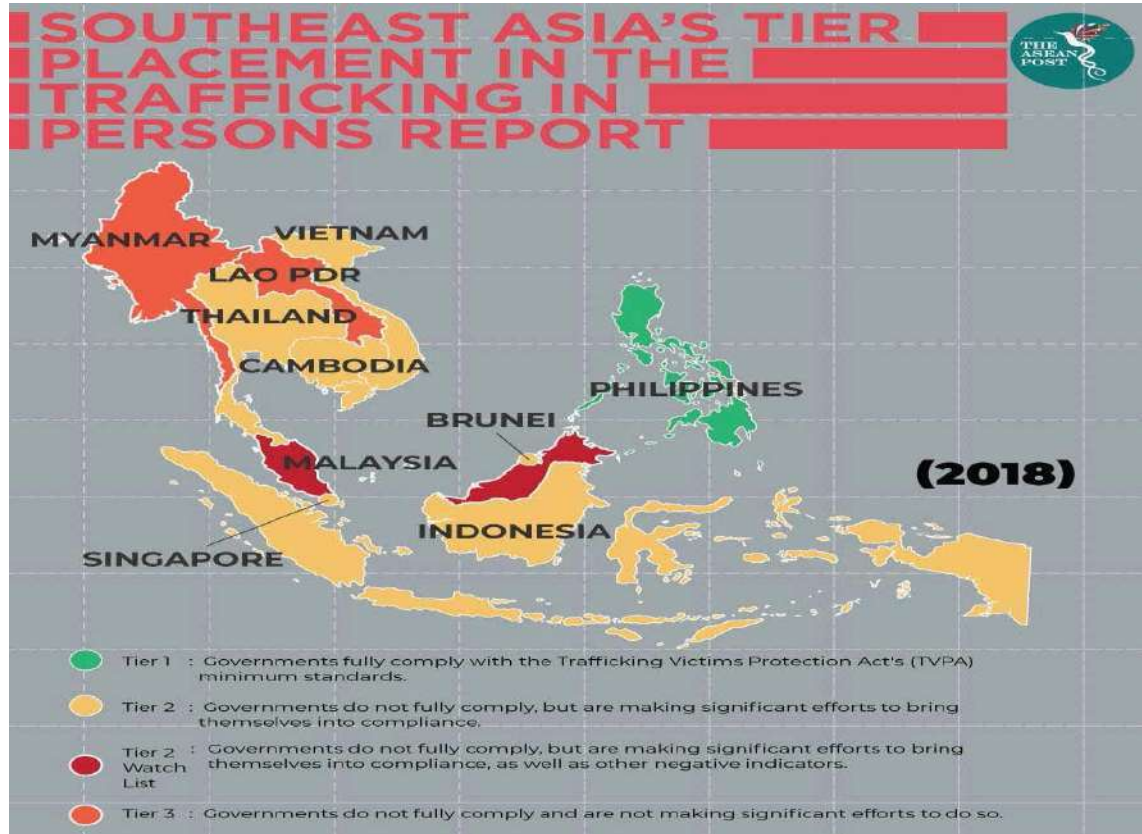 SOUTHEAST ASIA'S TIER
PLACEMENT IN THE
TRAFFICKING IN
PERSONS REPORT
THE
ASEAN
POST
MYANMAR
VIETNAM
LAO PDR
THAILAND
CAMBODIA
PHILIPPINES
BRUNEI
MALAYSIA
(2018)
INDONESIA
SINGAPORE
Tier 1 : Governments fully comply with the Trafficking Victims Protection Act's (TVPA)
minimum standards.
Tier 2 : Governments do not fully comply, but are making significant efforts to bring
themselves into compliance.
Tier 2 : Governments do not fully comply, but are making significant efforts to bring
Watch themselves into compliance, as well as other negative indicators.
List
Tier 3 : Governments do not fully comply and are not making significant efforts to do so.